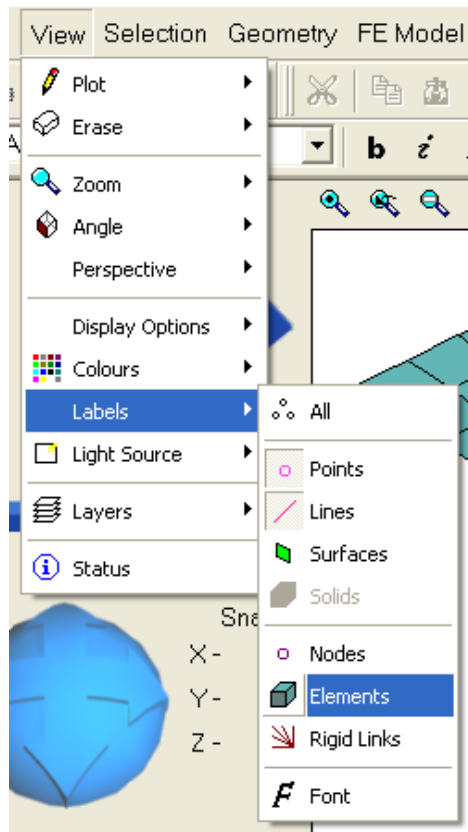 View Selection Geometry FE Model
Plot
Erase
b i
Zoom
Angle
Perspective
Display Options
Colours
Labels
All
Light Source
Points
Layers
Lines
Surfaces
Status
Solids
Sna
X -
Nodes
Y -
Elements
Z -
Rigid Links
F Font